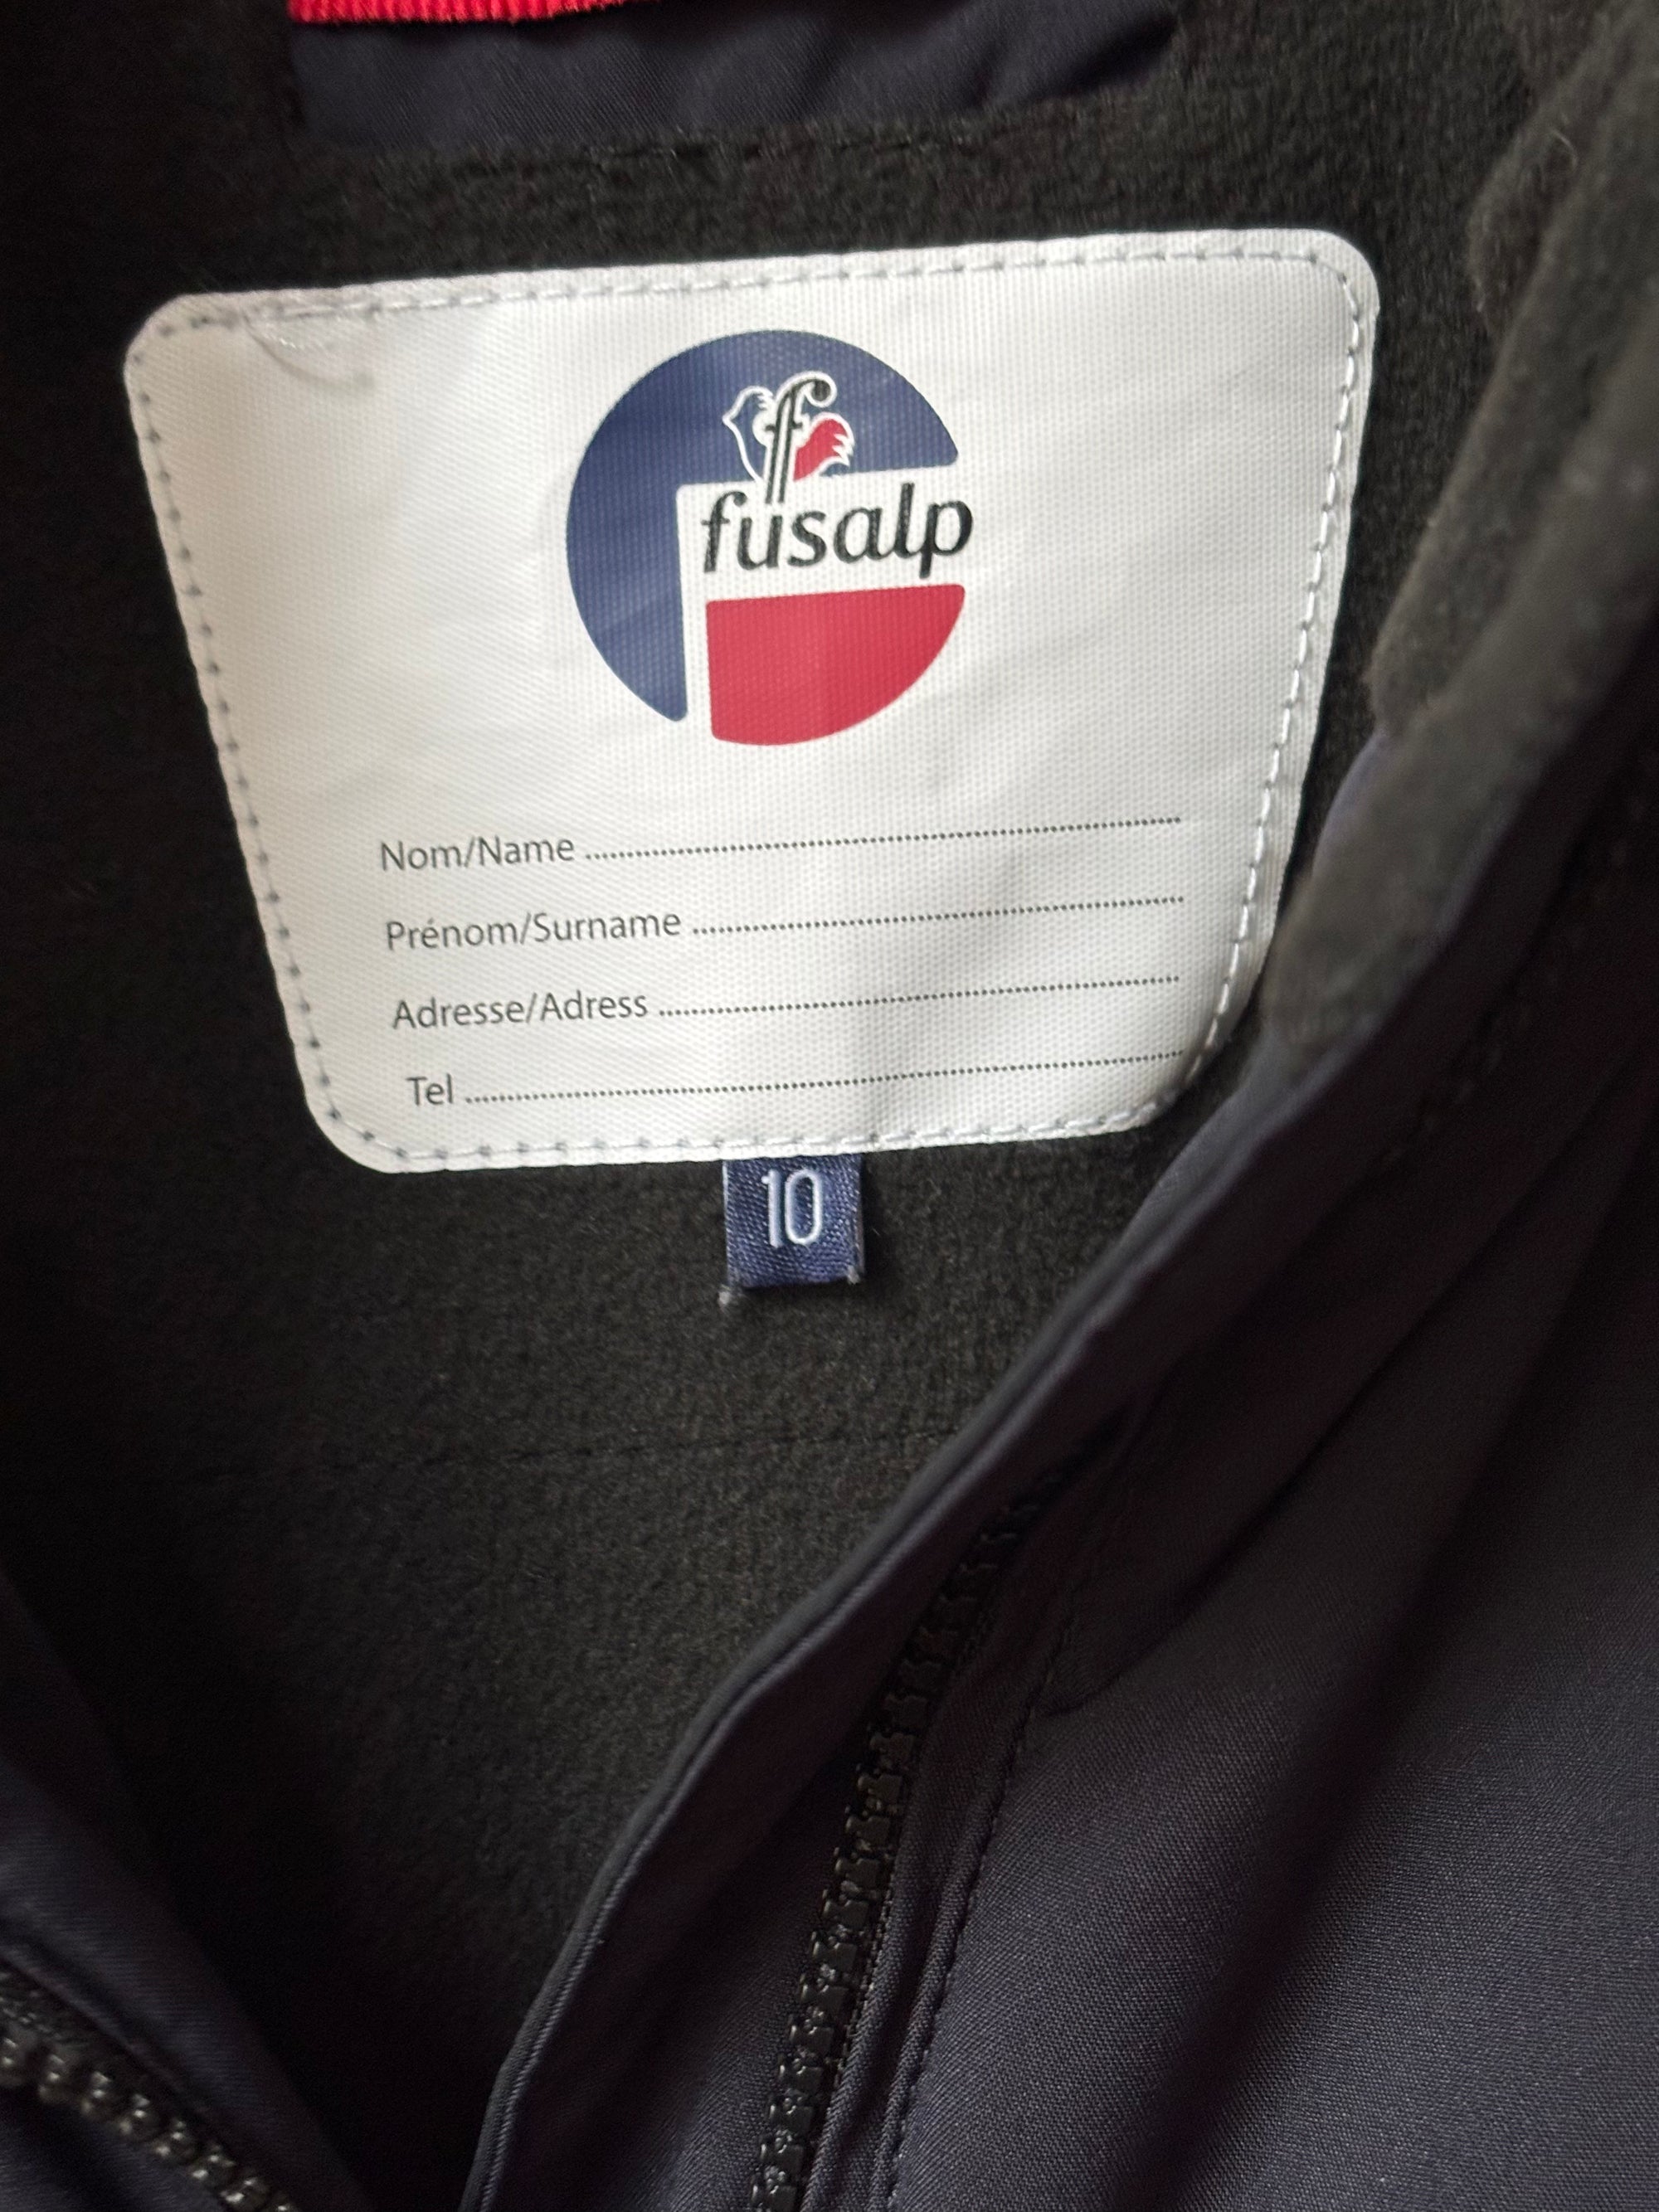 f
fusalp
Nom/Name
Prénom/Surname
Adresse/Adress
Tel
10